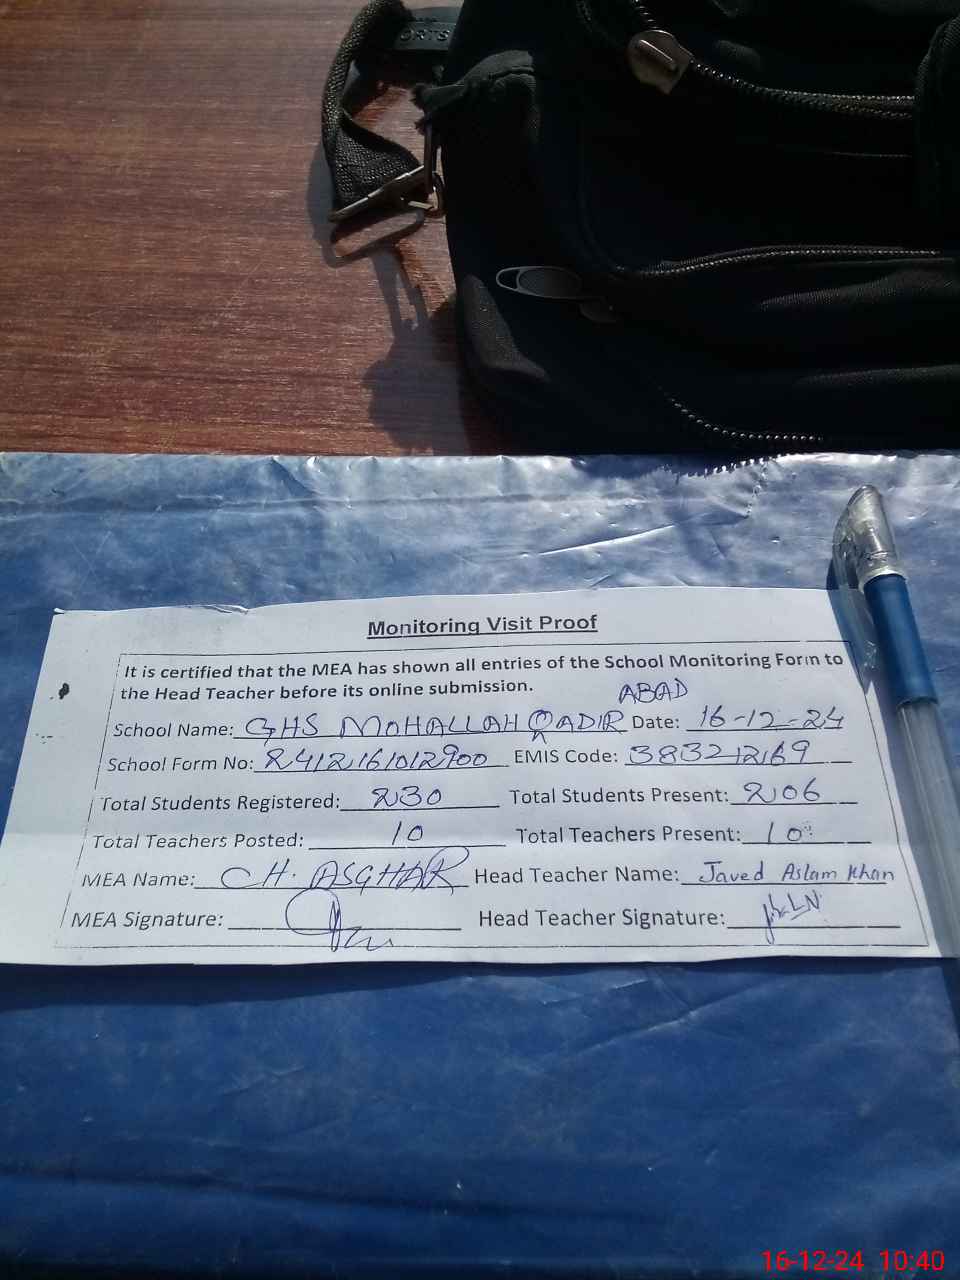 ORTS
Monitoring Visit Proof
It is certified that the MEA has shown all entries of the School Monitoring Form to
the Head Teacher before its online submission.
School Name: GHS MOHALLAH QADIR ABAD Date: 16-12-24
School Form No: 2412161012900 EMIS Code: 38321269
Total Students Registered: 230 Total Students Present: 206
Total Teachers Posted: 10 Total Teachers Present: 10
MEA Name: CH. ASGHAR Head Teacher Name: Javed Aslam Khan
MEA Signature: Head Teacher Signature:
16-12-24 10:40